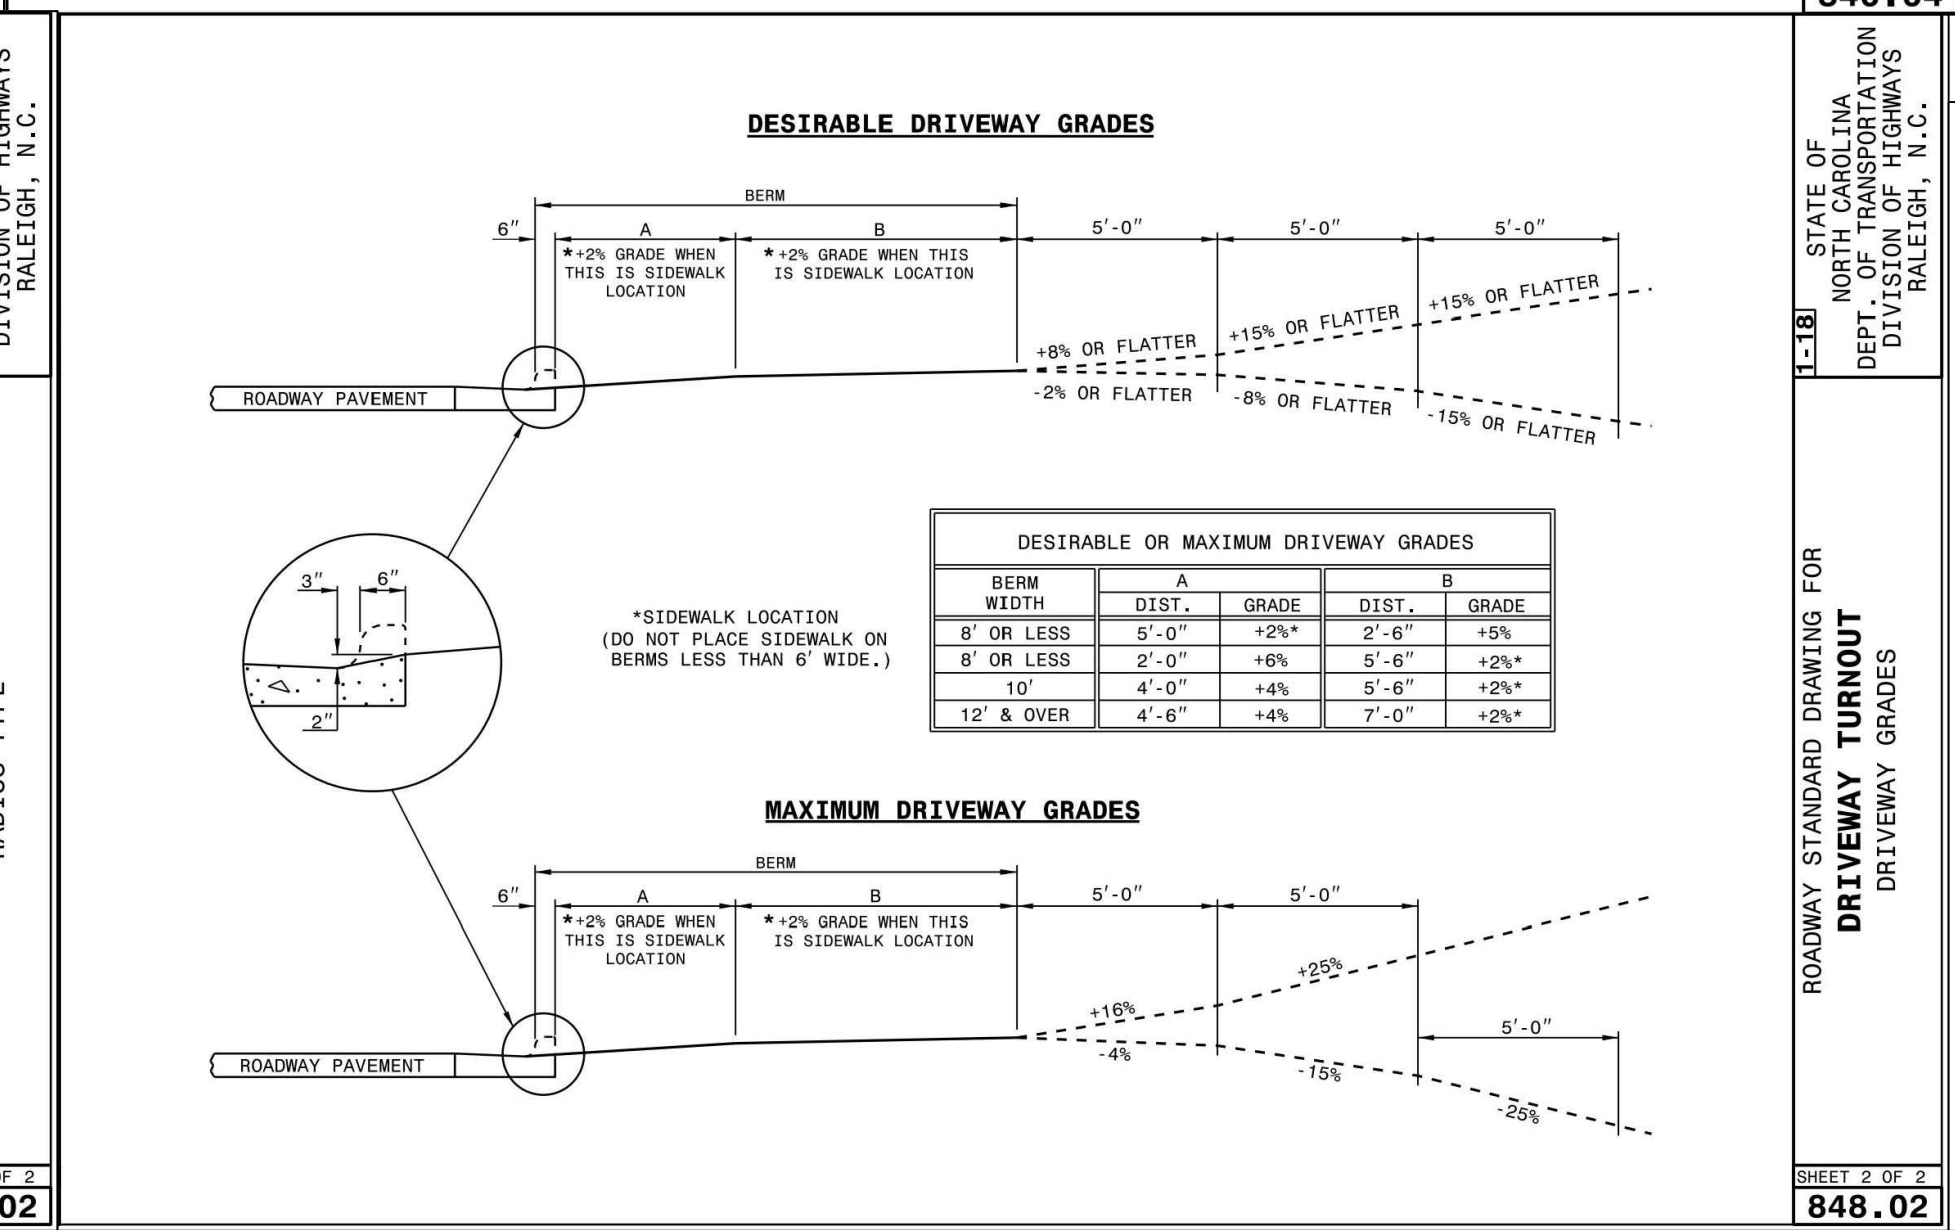 DESIRABLE DRIVEWAY GRADES
BERM
6"
A
B
5'-0"
5'-0"
5'-0"
*+2% GRADE WHEN
THIS IS SIDEWALK
LOCATION
*+2% GRADE WHEN THIS
IS SIDEWALK LOCATION
+8% OR FLATTER
+15% OR FLATTER
+15% OR FLATTER
-2% OR FLATTER
-8% OR FLATTER
-15% OR FLATTER
ROADWAY PAVEMENT
3"
6"
2"
*SIDEWALK LOCATION
(DO NOT PLACE SIDEWALK ON
BERMS LESS THAN 6' WIDE.)
DESIRABLE OR MAXIMUM DRIVEWAY GRADES
BERM
WIDTH
A
B
DIST. GRADE DIST. GRADE
8' OR LESS 5'-0" +2%* 2'-6" +5%
8' OR LESS 2'-0" +6% 5'-6" +2%*
10' 4'-0" +4% 5'-6" +2%*
12' & OVER 4'-6" +4% 7'-0" +2%*
MAXIMUM DRIVEWAY GRADES
BERM
6"
A
B
5'-0"
5'-0"
*+2% GRADE WHEN
THIS IS SIDEWALK
LOCATION
*+2% GRADE WHEN THIS
IS SIDEWALK LOCATION
+16%
+25%
-4%
-15%
5'-0"
-25%
ROADWAY PAVEMENT
1-18
STATE OF
NORTH CAROLINA
DEPT. OF TRANSPORTATION
DIVISION OF HIGHWAYS
RALEIGH, N.C.
ROADWAY STANDARD DRAWING FOR
DRIVEWAY TURNOUT
DRIVEWAY GRADES
SHEET 2 OF 2
848.02
DIVISION OF HIGHWAYS
RALEIGH, N.C.
OF 2
02